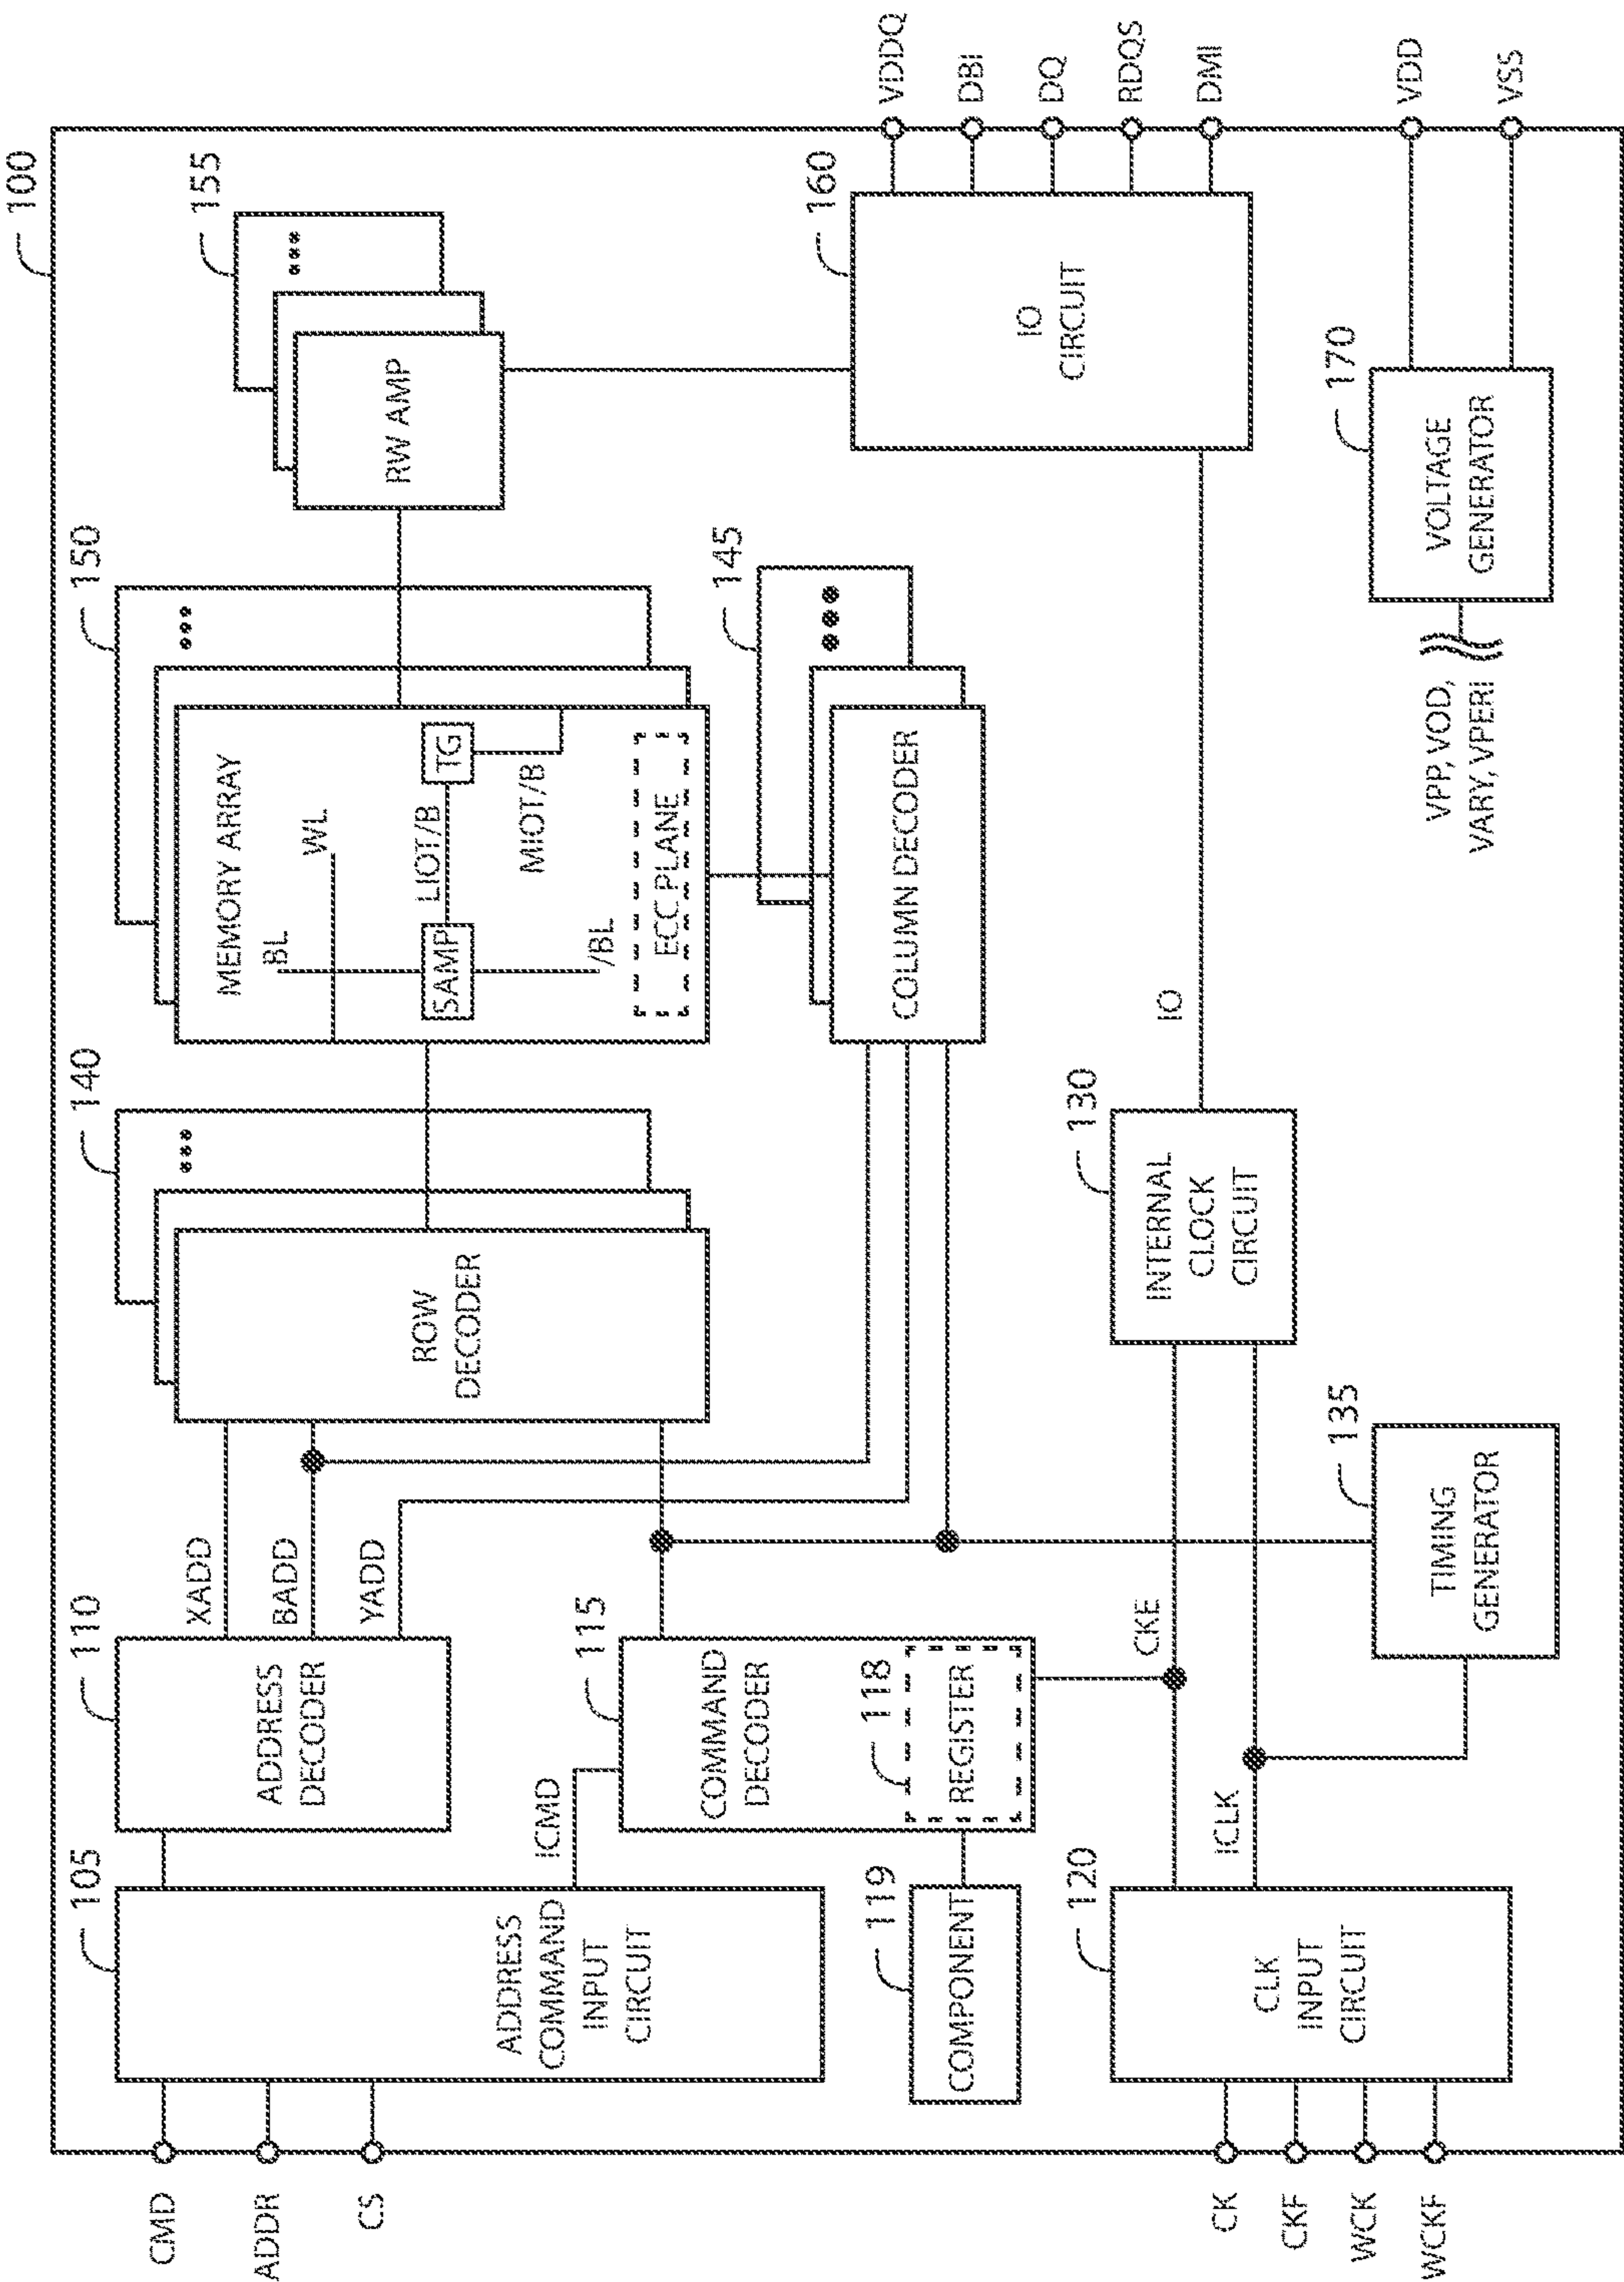 100
CMD
ADDR
CS
105
ADDRESS
COMMAND
INPUT
CIRCUIT
110
ADDRESS
DECODER
XADD
BADD
YADD
140
ROW
DECODER
•••
150
MEMORY ARRAY
BL
WL
SAMP
LIOT/B
TG
MIOT/B
/BL
ECC PLANE
•••
155
RW AMP
•••
ICMD
115
COMMAND
DECODER
118
REGISTER
119
COMPONENT
145
COLUMN DECODER
•••
160
IO
CIRCUIT
VDDQ
DBI
DQ
RDQS
DMI
CK
CKF
WCK
WCKF
120
CLK
INPUT
CIRCUIT
CKE
ICLK
130
INTERNAL
CLOCK
CIRCUIT
IO
135
TIMING
GENERATOR
170
VOLTAGE
GENERATOR
VPP, VOD,
VARY, VPERI
VDD
VSS